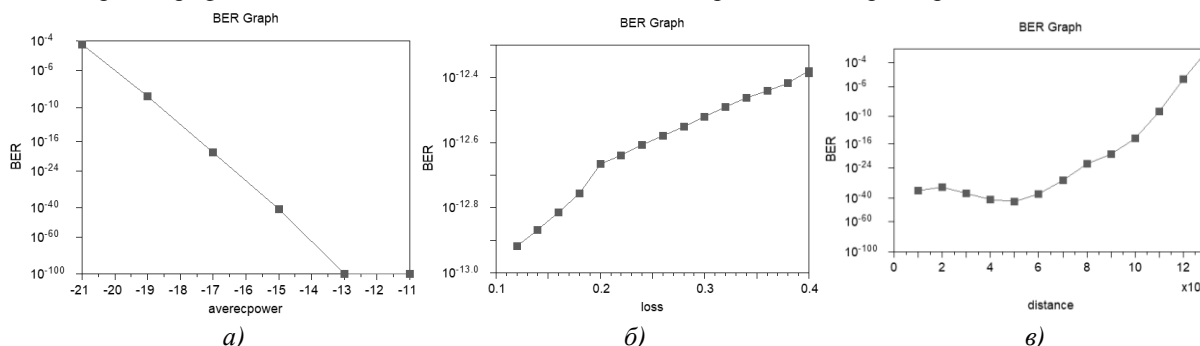 BER Graph
BER
10-4
10-6
10-10
10-16
10-24
10-40
10-60
10-100
-21 -20 -19 -18 -17 -16 -15 -14 -13 -12 -11
averecpower
а)
BER Graph
BER
10-12.4
10-12.6
10-12.8
10-13.0
0.1 0.2 0.3 0.4
loss
б)
BER Graph
BER
10-4
10-6
10-10
10-16
10-24
10-40
10-60
10-100
0 2 4 6 8 10 12
x10
distance
в)